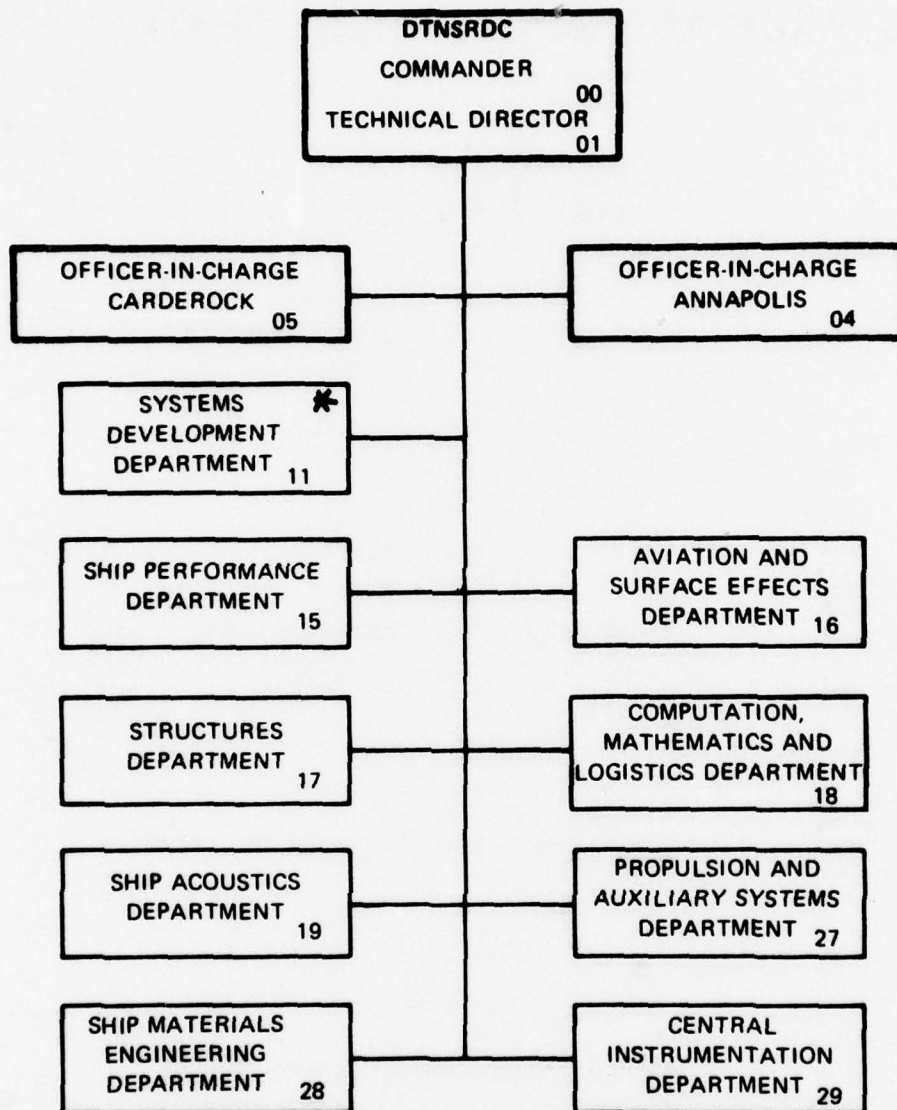 DTNSRDC
COMMANDER
00
TECHNICAL DIRECTOR
01
OFFICER-IN-CHARGE
CARDEROCK
05
OFFICER-IN-CHARGE
ANNAPOLIS
04
SYSTEMS *
DEVELOPMENT
DEPARTMENT
11
SHIP PERFORMANCE
DEPARTMENT
15
AVIATION AND
SURFACE EFFECTS
DEPARTMENT
16
STRUCTURES
DEPARTMENT
17
COMPUTATION,
MATHEMATICS AND
LOGISTICS DEPARTMENT
18
SHIP ACOUSTICS
DEPARTMENT
19
PROPULSION AND
AUXILIARY SYSTEMS
DEPARTMENT
27
SHIP MATERIALS
ENGINEERING
DEPARTMENT
28
CENTRAL
INSTRUMENTATION
DEPARTMENT
29